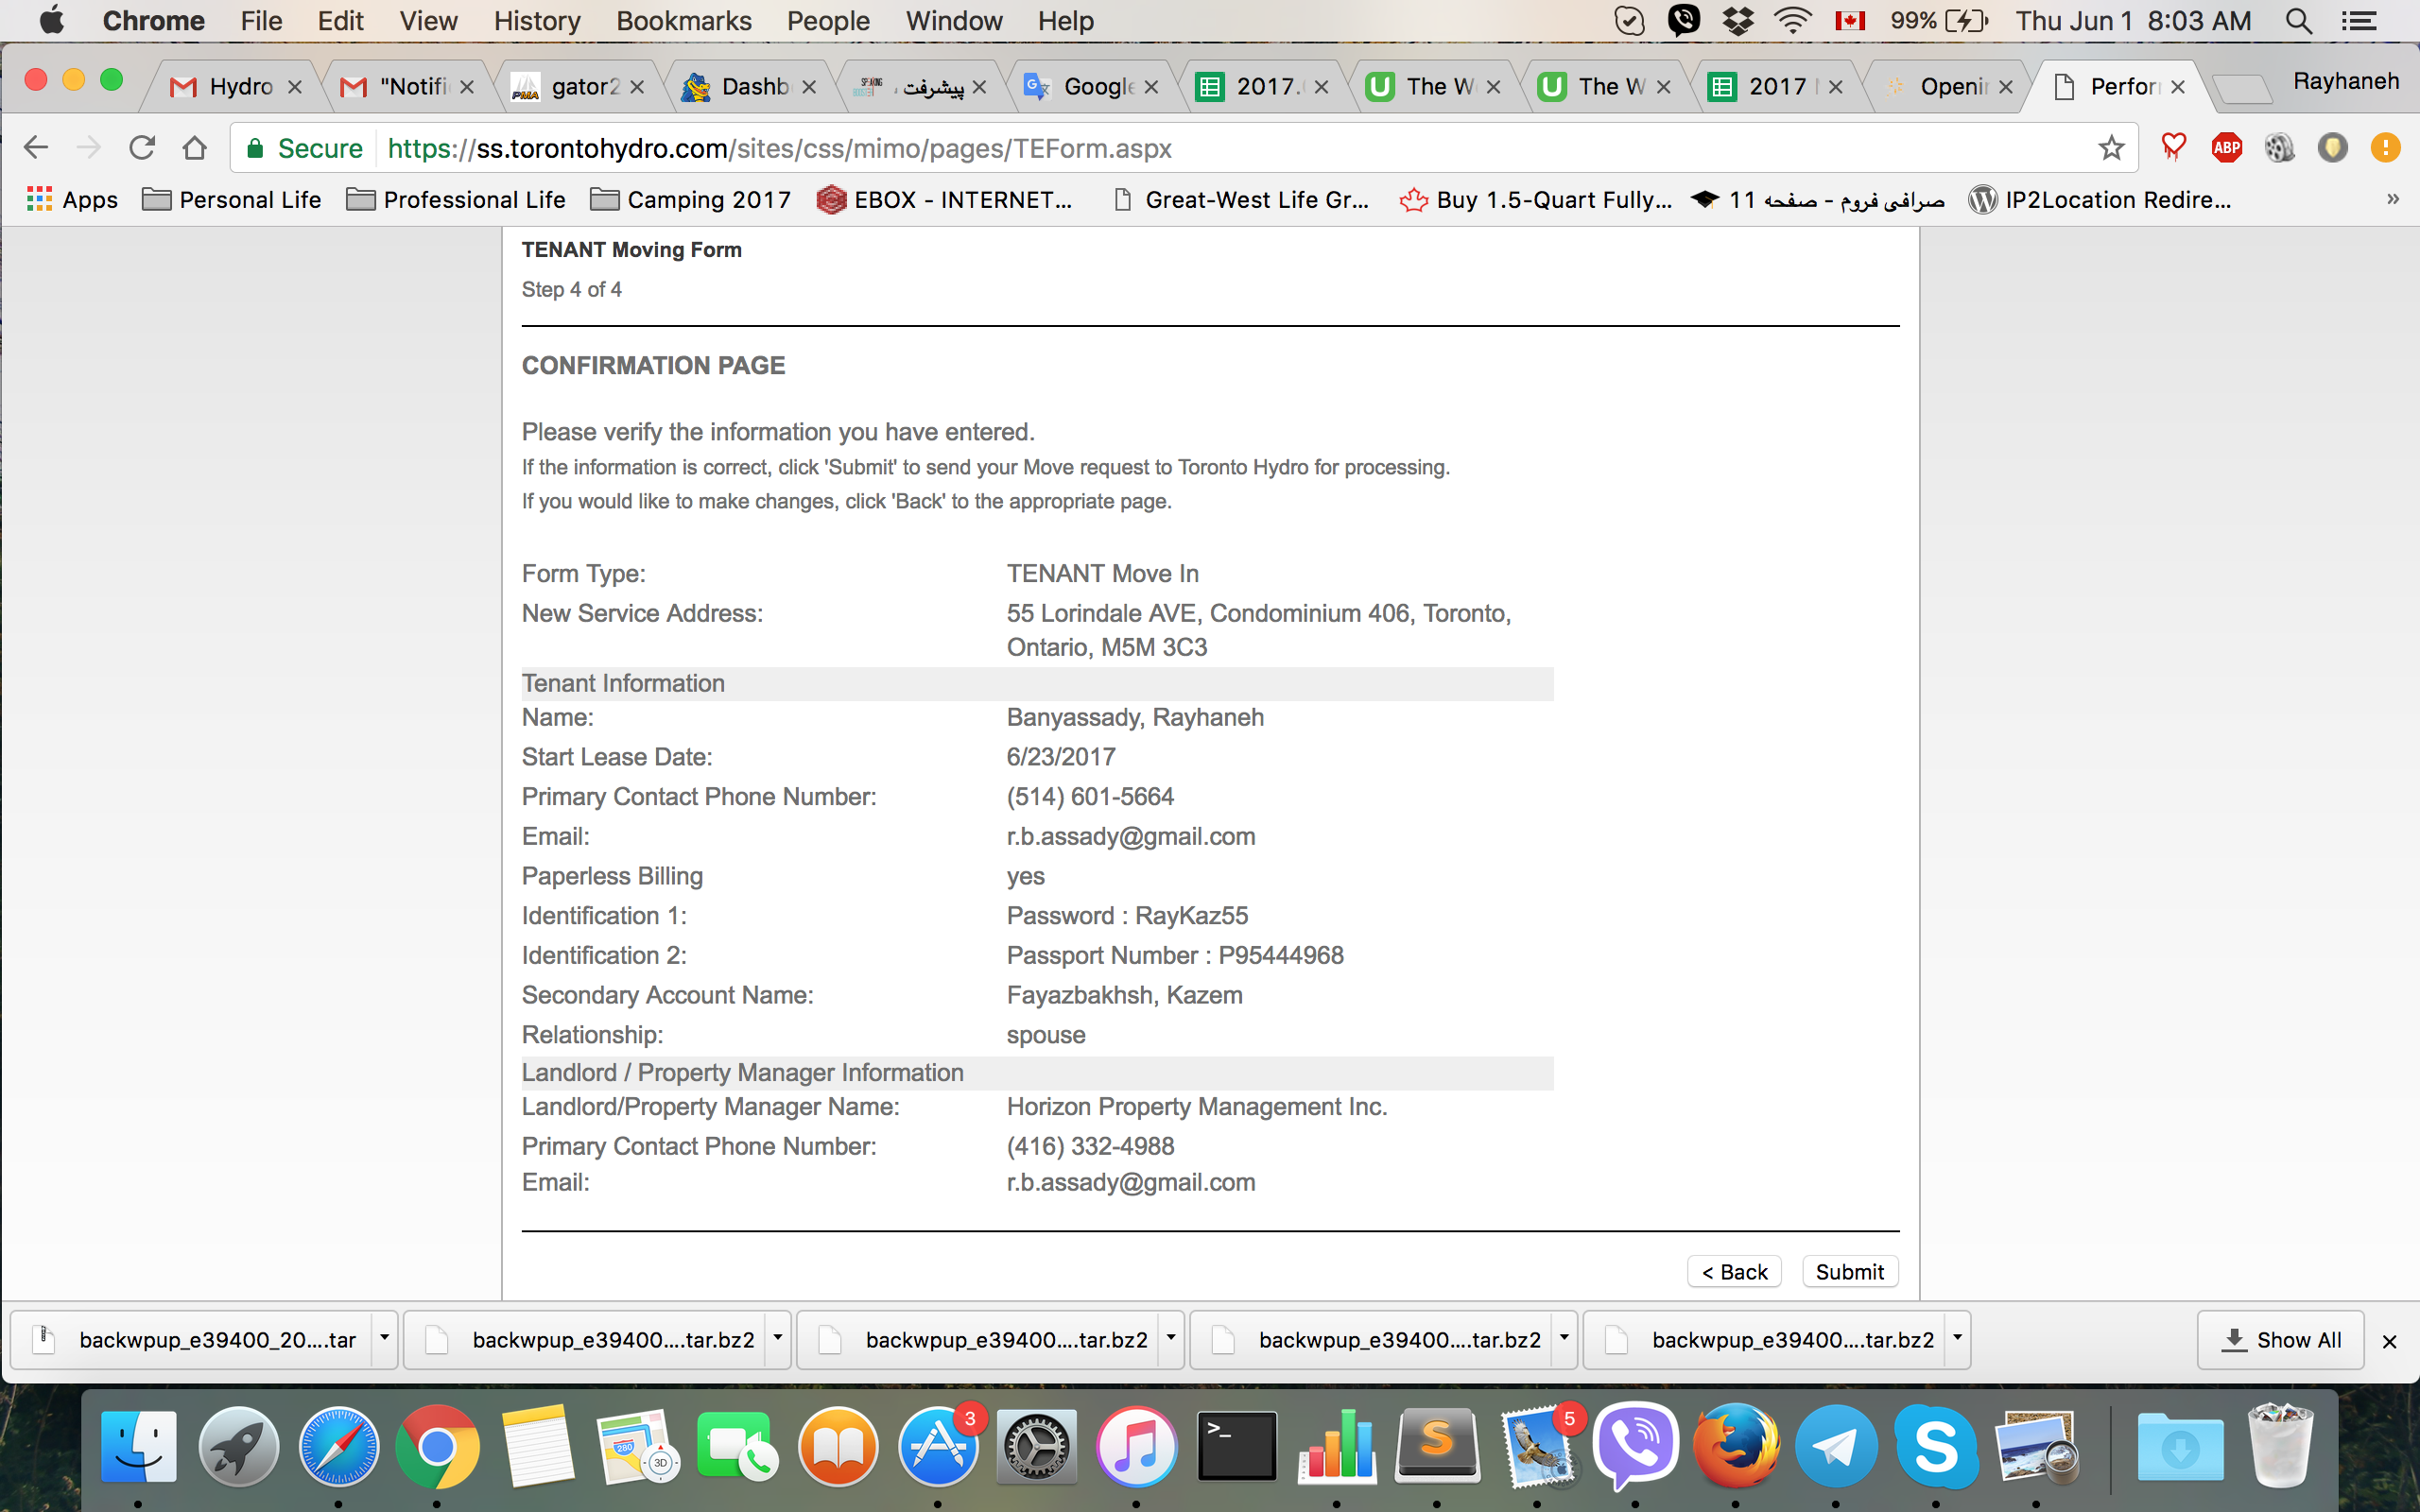 Chrome File Edit View History Bookmarks People Window Help 99% Thu Jun 1 8:03 AM
Hydro "Notifi gator2 Dashb پیشرفت Google 2017. The W The W 2017 Openin Perfor Rayhaneh
Secure https://ss.torontohydro.com/sites/css/mimo/pages/TEForm.aspx ABP
Apps Personal Life Professional Life Camping 2017 EBOX - INTERNET... Great-West Life Gr... Buy 1.5-Quart Fully... صرافی فروم - صفحه 11 IP2Location Redire... »
TENANT Moving Form
Step 4 of 4
CONFIRMATION PAGE
Please verify the information you have entered.
If the information is correct, click 'Submit' to send your Move request to Toronto Hydro for processing.
If you would like to make changes, click 'Back' to the appropriate page.
Form Type: TENANT Move In
New Service Address: 55 Lorindale AVE, Condominium 406, Toronto,
Ontario, M5M 3C3
Tenant Information
Name: Banyassady, Rayhaneh
Start Lease Date: 6/23/2017
Primary Contact Phone Number: (514) 601-5664
Email: r.b.assady@gmail.com
Paperless Billing yes
Identification 1: Password : RayKaz55
Identification 2: Passport Number : P95444968
Secondary Account Name: Fayazbakhsh, Kazem
Relationship: spouse
Landlord / Property Manager Information
Landlord/Property Manager Name: Horizon Property Management Inc.
Primary Contact Phone Number: (416) 332-4988
Email: r.b.assady@gmail.com
< Back Submit
backwpup_e39400_20....tar backwpup_e39400....tar.bz2 backwpup_e39400....tar.bz2 backwpup_e39400....tar.bz2 backwpup_e39400....tar.bz2 Show All
3 5